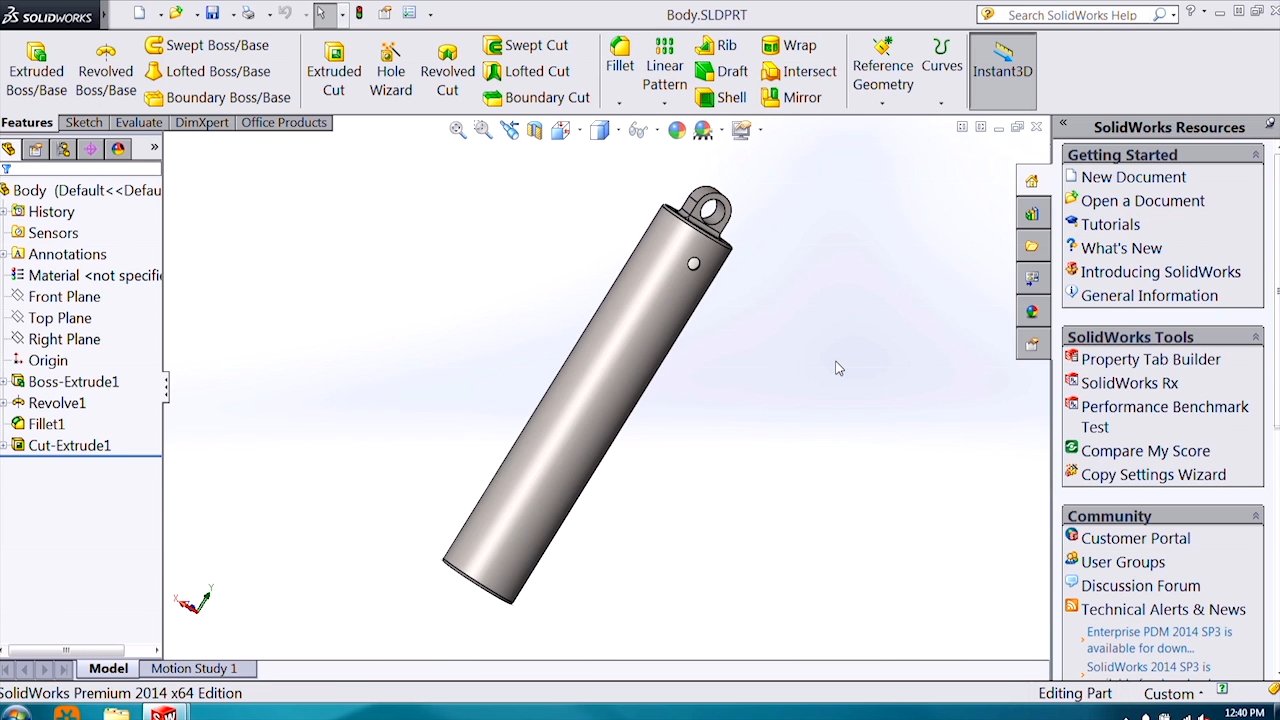 SOLIDWORKS
Body.SLDPRT
Search SolidWorks Help
Extruded Boss/Base
Revolved Boss/Base
Swept Boss/Base
Lofted Boss/Base
Boundary Boss/Base
Extruded Cut
Hole Wizard
Revolved Cut
Swept Cut
Lofted Cut
Boundary Cut
Fillet
Linear Pattern
Rib
Draft
Shell
Wrap
Intersect
Mirror
Reference Geometry
Curves
Instant3D
Features
Sketch
Evaluate
DimXpert
Office Products
Body (Default<<Defau
History
Sensors
Annotations
Material <not specifi
Front Plane
Top Plane
Right Plane
Origin
Boss-Extrude1
Revolve1
Fillet1
Cut-Extrude1
X
Y
SolidWorks Resources
Getting Started
New Document
Open a Document
Tutorials
What's New
Introducing SolidWorks
General Information
SolidWorks Tools
Property Tab Builder
SolidWorks Rx
Performance Benchmark
Test
Compare My Score
Copy Settings Wizard
Community
Customer Portal
User Groups
Discussion Forum
Technical Alerts & News
Enterprise PDM 2014 SP3 is
available for down...
SolidWorks 2014 SP3 is
Model
Motion Study 1
SolidWorks Premium 2014 x64 Edition
Editing Part
Custom
12:40 PM